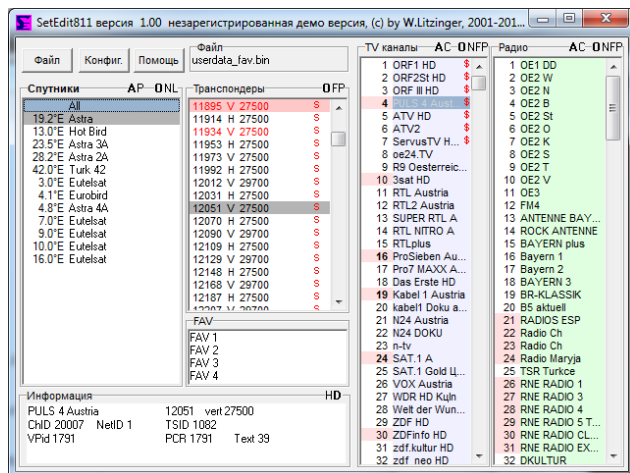 SetEdit811 версия 1.00 незарегистрированная демо версия, (c) by W.Litzinger, 2001-201...
Файл
Конфиг.
Помощь
Файл
userdata_fav.bin
Спутники AP ONL
All
19.2°E Astra
13.0°E Hot Bird
23.5°E Astra 3A
28.2°E Astra 2A
42.0°E Turk 42
3.0°E Eutelsat
4.1°E Eurobird
4.8°E Astra 4A
7.0°E Eutelsat
9.0°E Eutelsat
10.0°E Eutelsat
16.0°E Eutelsat
Транспондеры OFP
11895 V 27500 S
11914 H 27500 S
11934 V 27500 S
11953 H 27500 S
11973 V 27500 S
11992 H 27500 S
12012 V 29700 S
12031 H 27500 S
12051 V 27500 S
12070 H 27500 S
12090 V 29700 S
12109 H 27500 S
12129 V 29700 S
12148 H 27500 S
12168 V 29700 S
12187 H 27500 S
12207 V 29700 S
FAV
FAV 1
FAV 2
FAV 3
FAV 4
TV каналы AC ONFP
1 ORF1 HD $
2 ORF2St HD $
3 ORF III HD $
4 PULS 4 Aust... $
5 ATV HD $
6 ATV2 $
7 ServusTV H... $
8 oe24.TV
9 R9 Oesterreic...
10 3sat HD
11 RTL Austria
12 RTL2 Austria
13 SUPER RTL A
14 RTL NITRO A
15 RTLplus
16 ProSieben Au...
17 Pro7 MAXX A...
18 Das Erste HD
19 Kabel 1 Austria
20 kabel1 Doku a...
21 N24 Austria
22 N24 DOKU
23 n-tv
24 SAT.1 A
25 SAT.1 Gold Ц...
26 VOX Austria
27 WDR HD Kцln
28 Welt der Wun...
29 ZDF HD
30 ZDFinfo HD
31 zdf.kultur HD
32 zdf_neo HD
Радио AC ONFP
1 OE1 DD
2 OE2 W
3 OE2 N
4 OE2 B
5 OE2 St
6 OE2 O
7 OE2 K
8 OE2 S
9 OE2 T
10 OE2 V
11 OE3
12 FM4
13 ANTENNE BAY...
14 ROCK ANTENNE
15 BAYERN plus
16 Bayern 1
17 Bayern 2
18 BAYERN 3
19 BR-KLASSIK
20 B5 aktuell
21 RADIOS ESP
22 Radio Ch
23 Radio Ch
24 Radio Maryja
25 TSR Turkce
26 RNE RADIO 1
27 RNE RADIO 3
28 RNE RADIO 4
29 RNE RADIO 5 T...
30 RNE RADIO CL...
31 RNE RADIO EX...
32 DKULTUR
Информация HD
PULS 4 Austria 12051 vert 27500
ChID 20007 NetID 1 TSID 1082
VPid 1791 PCR 1791 Text 39